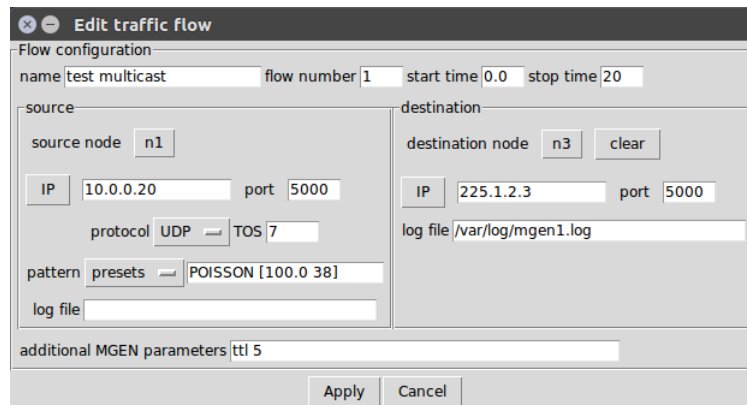 Edit traffic flow
Flow configuration
name test multicast flow number 1 start time 0.0 stop time 20
source
source node n1
IP 10.0.0.20 port 5000
protocol UDP TOS 7
pattern presets POISSON [100.0 38]
log file
destination
destination node n3 clear
IP 225.1.2.3 port 5000
log file /var/log/mgen1.log
additional MGEN parameters ttl 5
Apply Cancel